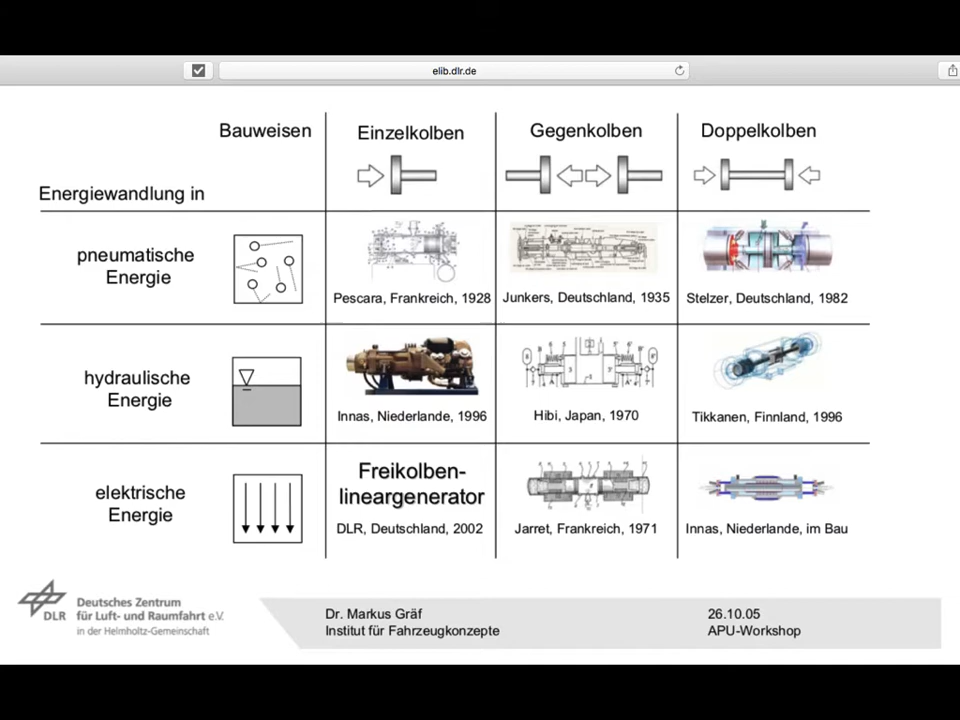 elib.dlr.de
Bauweisen
Einzelkolben
Gegenkolben
Doppelkolben
Energiewandlung in
pneumatische
Energie
Pescara, Frankreich, 1928
Junkers, Deutschland, 1935
Stelzer, Deutschland, 1982
hydraulische
Energie
Innas, Niederlande, 1996
Hibi, Japan, 1970
Tikkanen, Finnland, 1996
elektrische
Energie
Freikolben-
lineargenerator
DLR, Deutschland, 2002
Jarret, Frankreich, 1971
Innas, Niederlande, im Bau
DLR
Deutsches Zentrum
für Luft- und Raumfahrt e.V.
in der Helmholtz-Gemeinschaft
Dr. Markus Gräf
Institut für Fahrzeugkonzepte
26.10.05
APU-Workshop